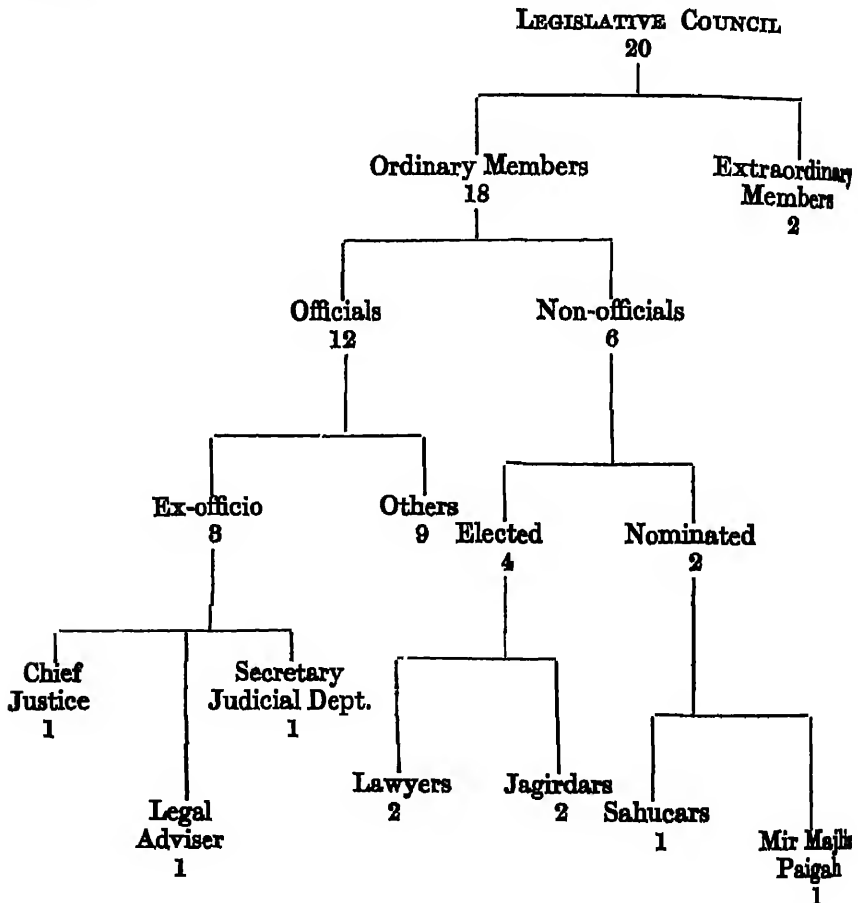 LEGISLATIVE COUNCIL
20
Ordinary Members
18
Extraordinary
Members
2
Officials
12
Non-officials
6
Ex-officio
3
Others
9
Elected
4
Nominated
2
Chief
Justice
1
Secretary
Judicial Dept.
1
Legal
Adviser
1
Lawyers
2
Jagirdars
2
Sahucars
1
Mir Majlis
Paigah
1